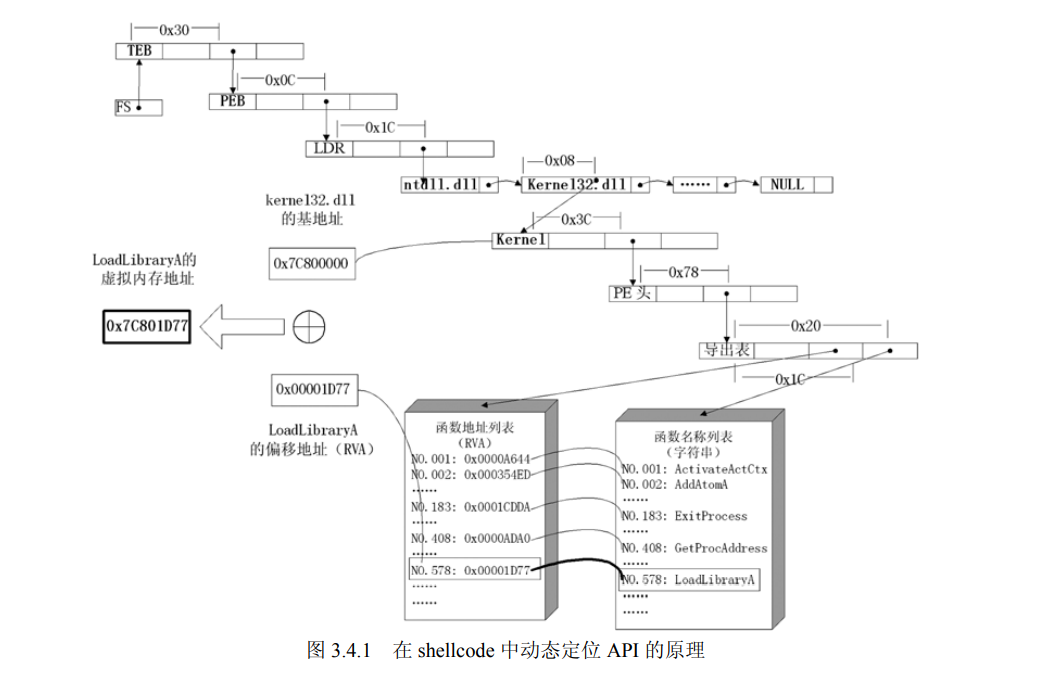 0x30
TEB
0x0C
FS
PEB
0x1C
LDR
0x08
ntdll.dll
Kernel32.dll
……
NULL
kernel32.dll
的基地址
0x3C
Kernel
LoadLibraryA的
虚拟内存地址
0x7C800000
0x78
PE 头
0x7C801D77
0x20
导出表
0x1C
0x00001D77
LoadLibraryA
的偏移地址（RVA）
函数地址列表
（RVA）
NO.001: 0x0000A644
NO.002: 0x000354ED
……
NO.183: 0x0001CDDA
……
NO.408: 0x0000ADA0
……
NO.578: 0x00001D77
……
……
函数名称列表
（字符串）
NO.001: ActivateActCtx
NO.002: AddAtomA
……
NO.183: ExitProcess
……
NO.408: GetProcAddress
……
NO.578: LoadLibraryA
……
……
图 3.4.1 在 shellcode 中动态定位 API 的原理